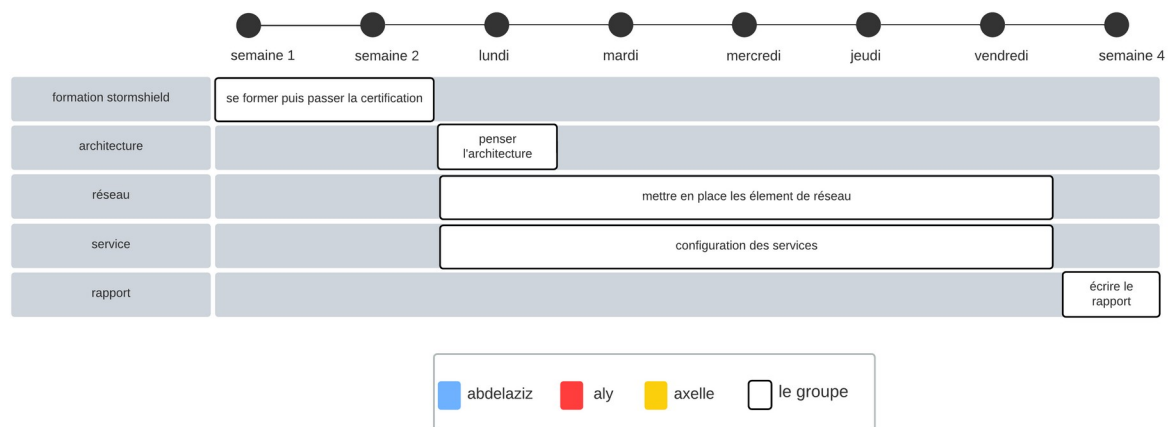 semaine 1 semaine 2 lundi mardi mercredi jeudi vendredi semaine 4
formation stormshield se former puis passer la certification
architecture penser
l'architecture
réseau mettre en place les élement de réseau
service configuration des services
rapport écrire le
rapport
abdelaziz aly axelle le groupe